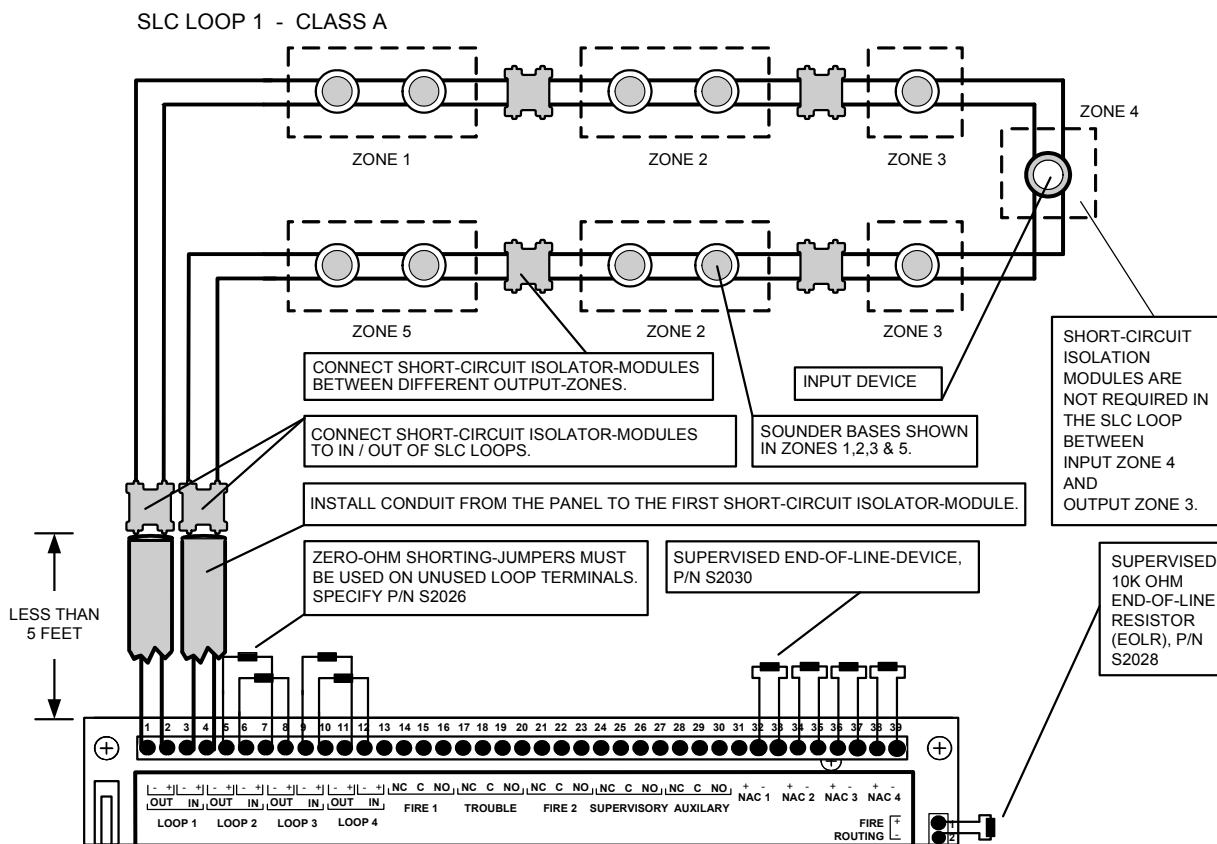 SLC LOOP 1 - CLASS A
ZONE 1
ZONE 2
ZONE 3
ZONE 4
ZONE 5
ZONE 2
ZONE 3
CONNECT SHORT-CIRCUIT ISOLATOR-MODULES
BETWEEN DIFFERENT OUTPUT-ZONES.
INPUT DEVICE
SHORT-CIRCUIT
ISOLATION
MODULES ARE
NOT REQUIRED IN
THE SLC LOOP
BETWEEN
INPUT ZONE 4
AND
OUTPUT ZONE 3.
CONNECT SHORT-CIRCUIT ISOLATOR-MODULES
TO IN / OUT OF SLC LOOPS.
SOUNDER BASES SHOWN
IN ZONES 1,2,3 & 5.
INSTALL CONDUIT FROM THE PANEL TO THE FIRST SHORT-CIRCUIT ISOLATOR-MODULE.
ZERO-OHM SHORTING-JUMPERS MUST
BE USED ON UNUSED LOOP TERMINALS.
SPECIFY P/N S2026
SUPERVISED END-OF-LINE-DEVICE,
P/N S2030
SUPERVISED
10K OHM
END-OF-LINE
RESISTOR
(EOLR), P/N
S2028
LESS THAN
5 FEET
1 2 3 4 5 6 7 8 9 10 11 12 13 14 15 16 17 18 19 20 21 22 23 24 25 26 27 28 29 30 31 32 33 34 35 36 37 38 39
- + - + - + - + - + - + - + - + NC C NO NC C NO NC C NO NC C NO NC C NO + - + - + - + -
OUT IN OUT IN OUT IN OUT IN
LOOP 1 LOOP 2 LOOP 3 LOOP 4 FIRE 1 TROUBLE FIRE 2 SUPERVISORY AUXILARY NAC 1 NAC 2 NAC 3 NAC 4
FIRE + 1
ROUTING - 2